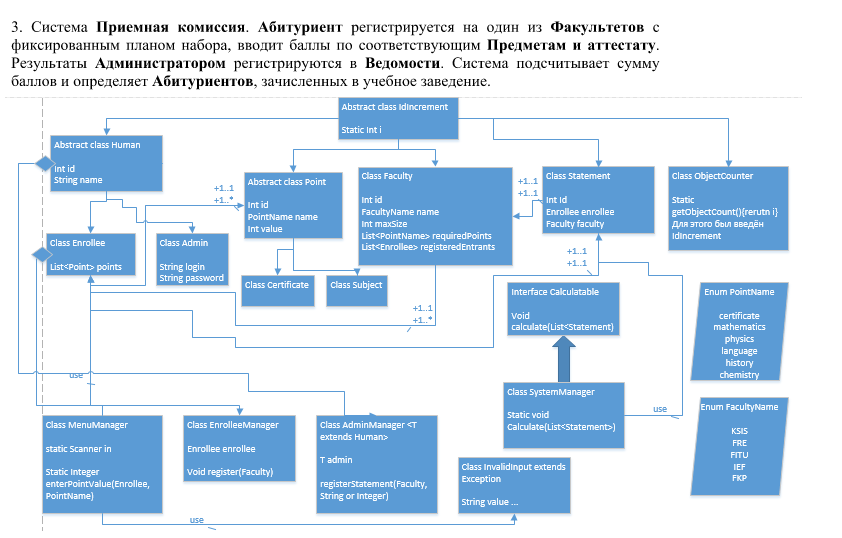 3. Система Приемная комиссия. Абитуриент регистрируется на один из Факультетов с
фиксированным планом набора, вводит баллы по соответствующим Предметам и аттестату.
Результаты Администратором регистрируются в Ведомости. Система подсчитывает сумму
баллов и определяет Абитуриентов, зачисленных в учебное заведение.
Abstract class IdIncrement
Static Int i
Abstract class Human
Int id
String name
+1..1
+1..*
Abstract class Point
Int id
PointName name
Int value
Class Faculty
Int id
FacultyName name
Int maxSize
List<PointName> requiredPoints
List<Enrollee> registeredEntrants
+1..1
+1..1
Class Statement
Int Id
Enrollee enrollee
Faculty faculty
Class ObjectCounter
Static
getObjectCount(){rerutn i}
Для этого был введён
IdIncrement
Class Enrollee
List<Point> points
Class Admin
String login
String password
+1..1
+1..1
Class Certificate
Class Subject
+1..1
+1..*
Interface Calculatable
Void
calculate(List<Statement)
Enum PointName
certificate
mathematics
physics
language
history
chemistry
use
Class SystemManager
Static void
Calculate(List<Statement>)
use
Enum FacultyName
KSIS
FRE
FITU
IEF
FKP
Class MenuManager
static Scanner in
Static Integer
enterPointValue(Enrollee,
PointName)
Class EnrolleeManager
Enrollee enrollee
Void register(Faculty)
Class AdminManager <T
extends Human>
T admin
registerStatement(Faculty,
String or Integer)
Class InvalidInput extends
Exception
String value ...
use